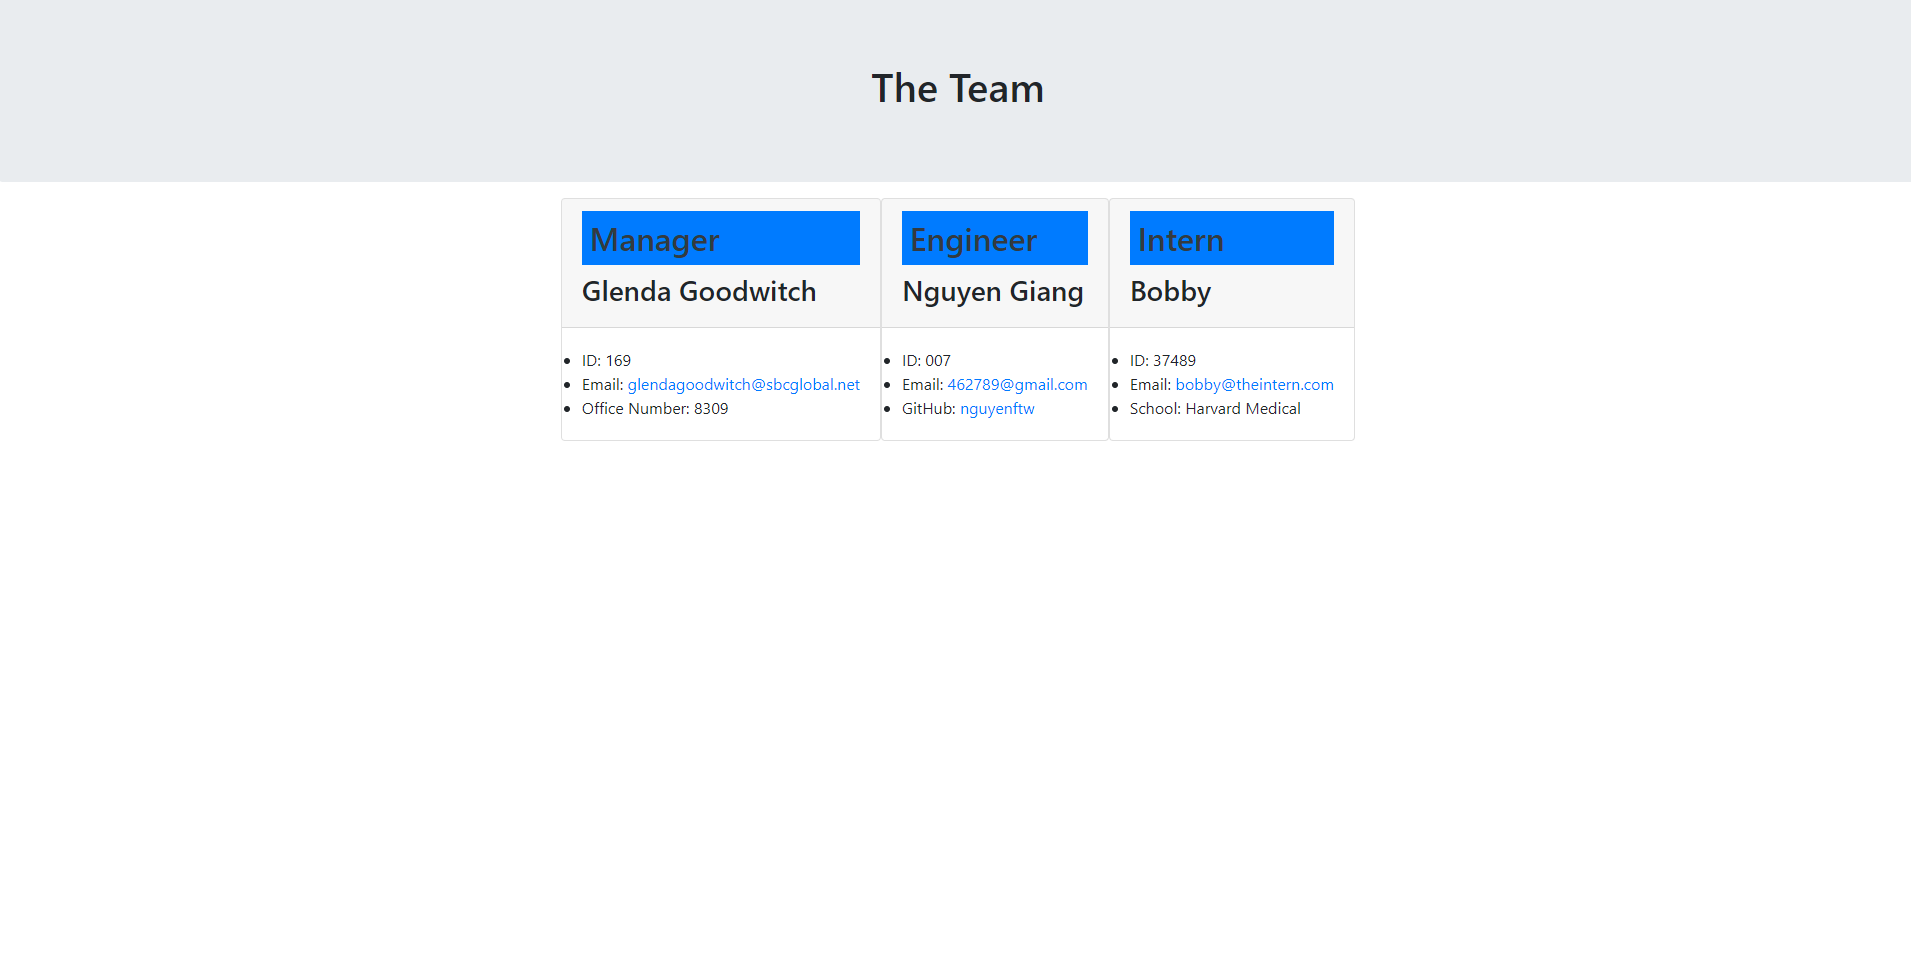 The Team
Manager
Glenda Goodwitch
ID: 169
Email: glendagoodwitch@sbcglobal.net
Office Number: 8309
Engineer
Nguyen Giang
ID: 007
Email: 462789@gmail.com
GitHub: nguyenftw
Intern
Bobby
ID: 37489
Email: bobby@theintern.com
School: Harvard Medical